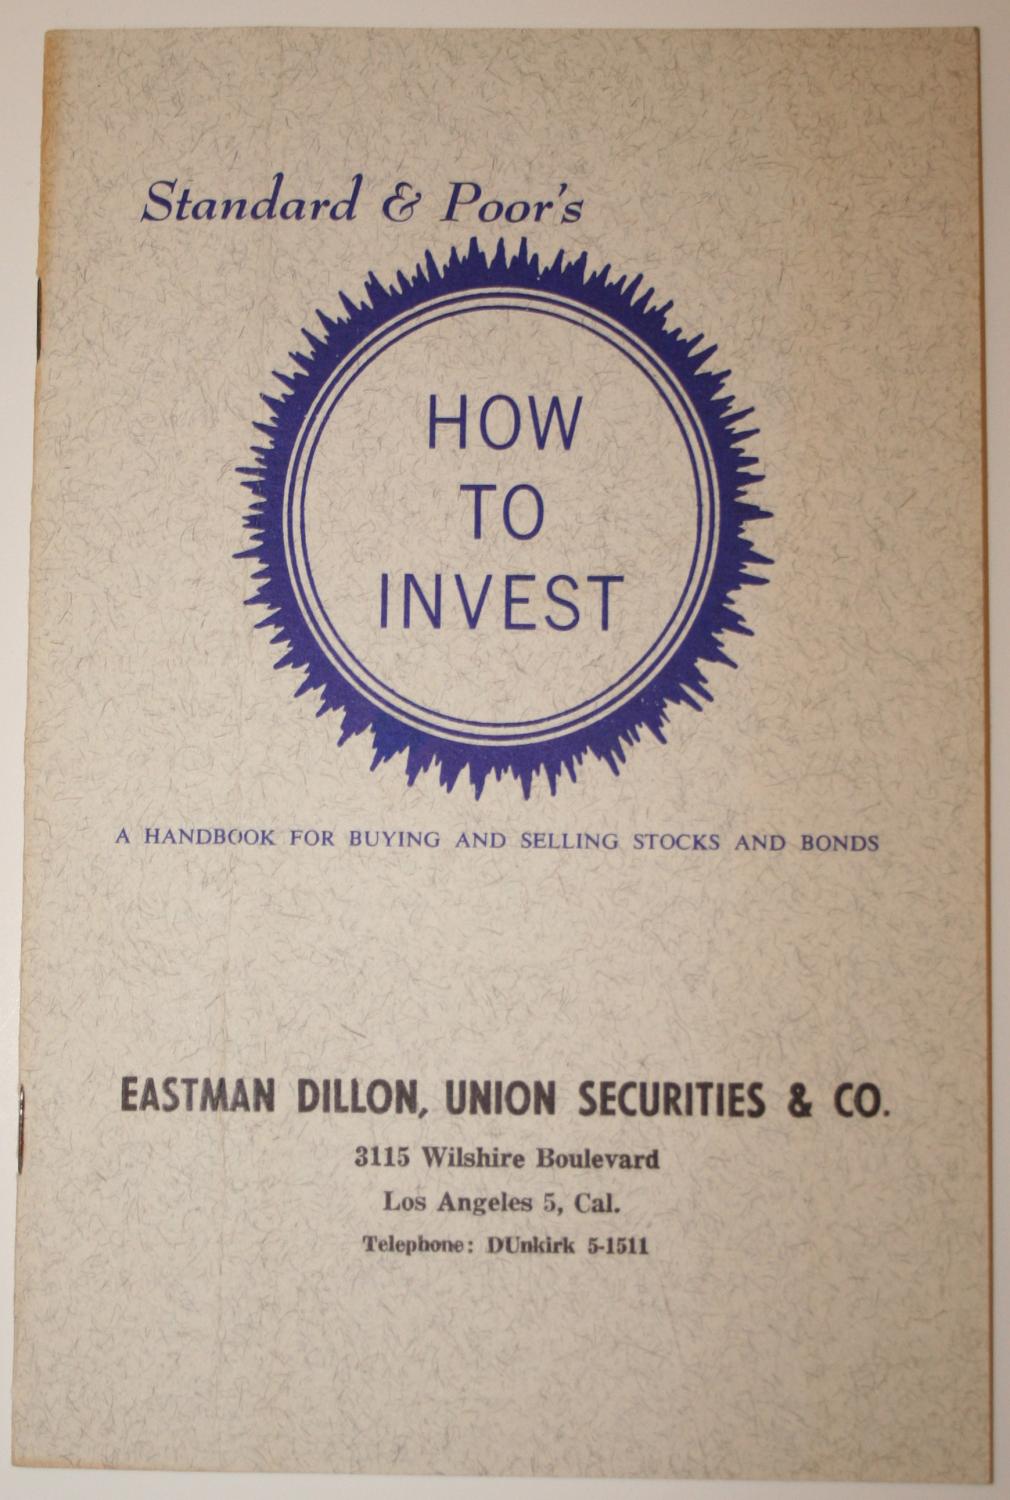 Standard & Poor's
HOW
TO
INVEST
A HANDBOOK FOR BUYING AND SELLING STOCKS AND BONDS
EASTMAN DILLON, UNION SECURITIES & CO.
3115 Wilshire Boulevard
Los Angeles 5, Cal.
Telephone: DUnkirk 5-1511